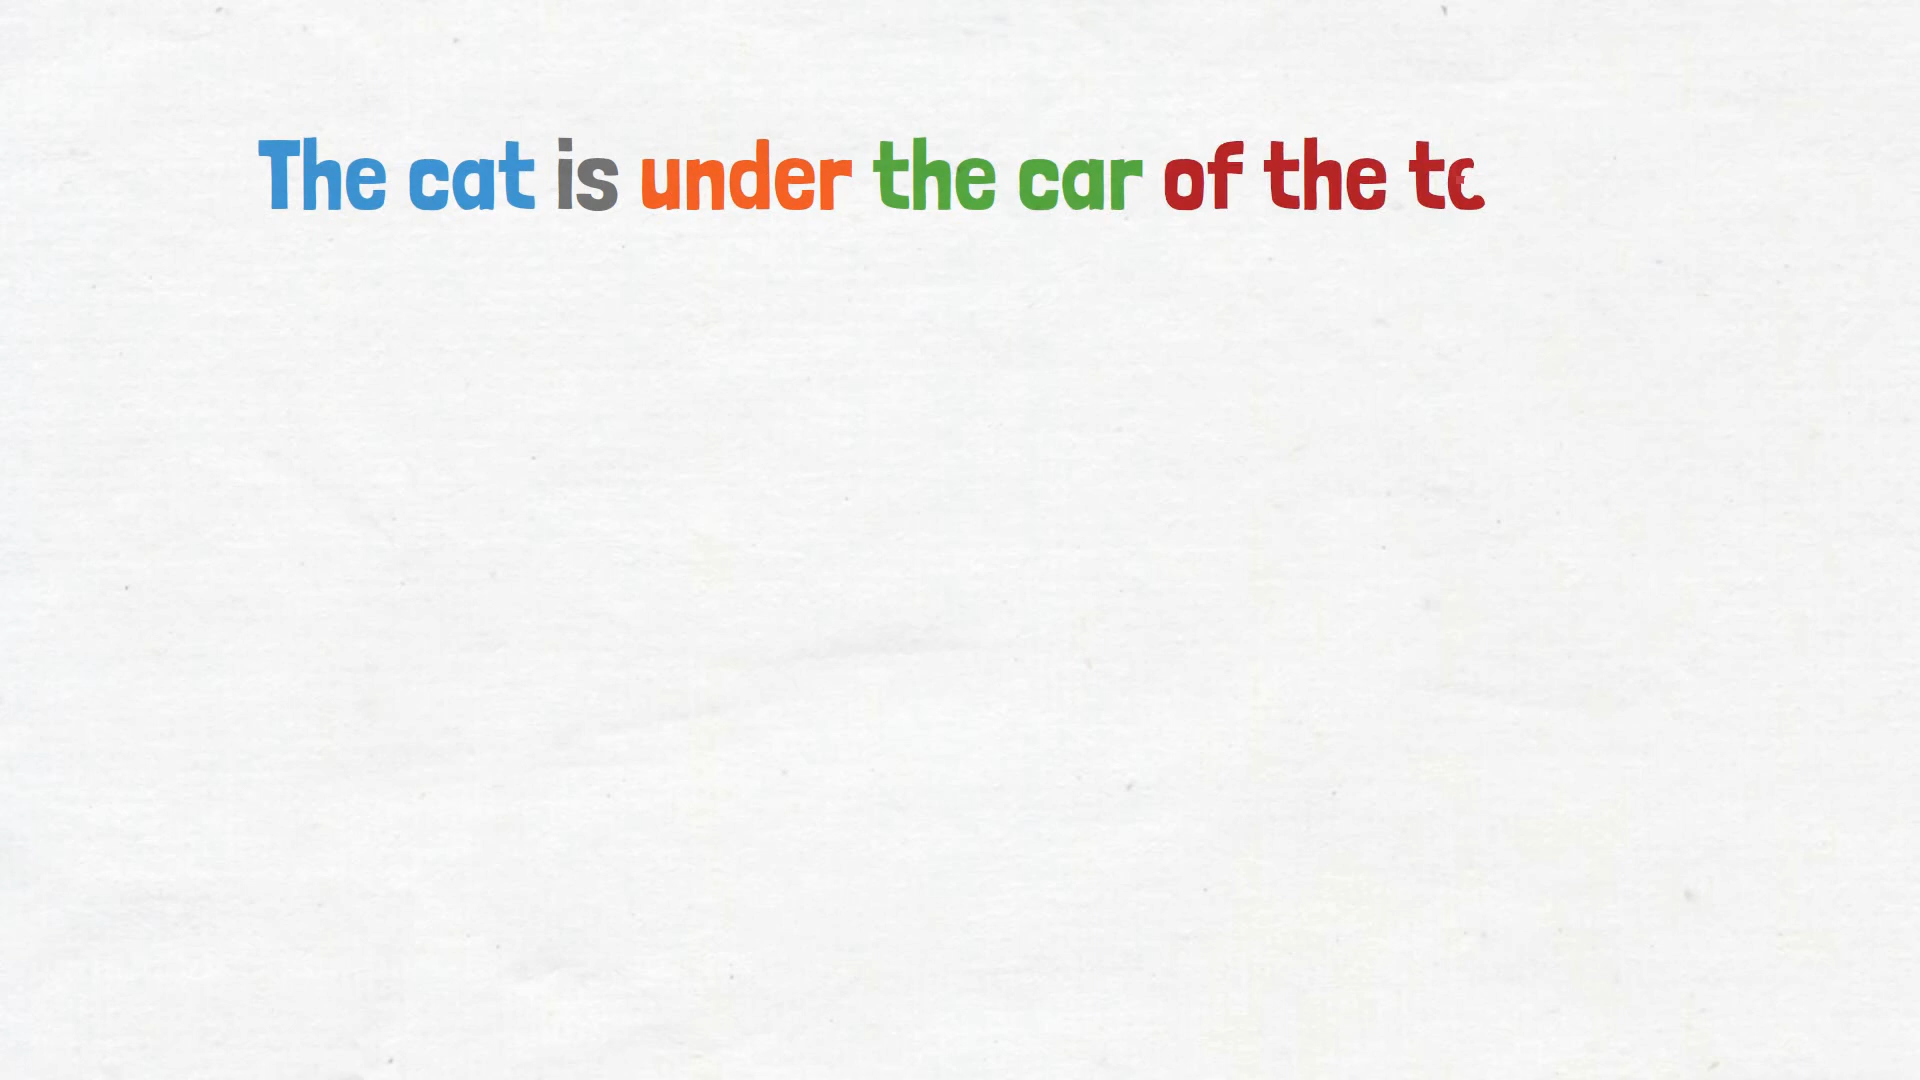 The cat is under the car of the